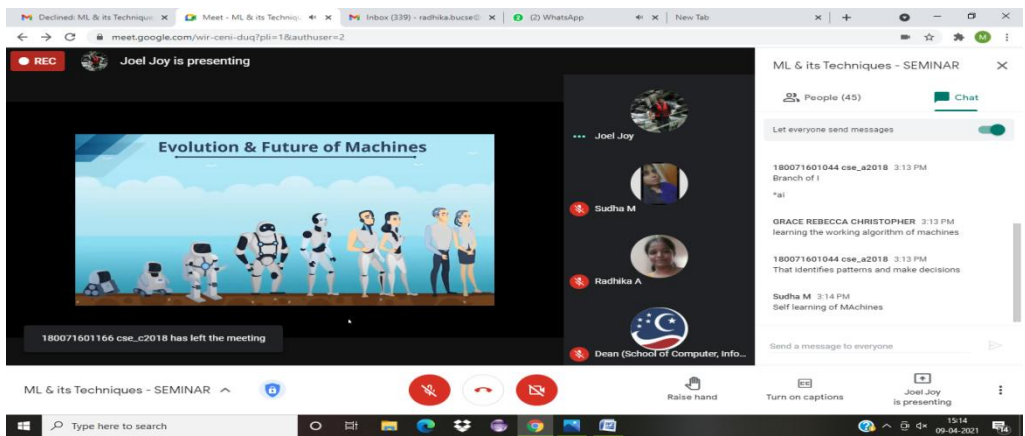 Declined: ML & its Technique
Meet - ML & its Techniqu
Inbox (339) - radhika.bucse@
(2) WhatsApp
New Tab
meet.google.com/wir-ceni-duq?pli=1&authuser=2
M
REC
Joel Joy is presenting
ML & its Techniques - SEMINAR
People (45)
Chat
Let everyone send messages
Evolution & Future of Machines
Joel Joy
Sudha M
Radhika A
Dean (School of Computer, Info...
180071601044 cse_a2018 3:13 PM
Branch of I
*ai
GRACE REBECCA CHRISTOPHER 3:13 PM
learning the working algorithm of machines
180071601044 cse_a2018 3:13 PM
That identifies patterns and make decisions
Sudha M 3:14 PM
Self learning of MAchines
180071601166 cse_c2018 has left the meeting
Send a message to everyone
ML & its Techniques - SEMINAR
Raise hand
Turn on captions
Joel Joy
is presenting
Type here to search
15:14
09-04-2021